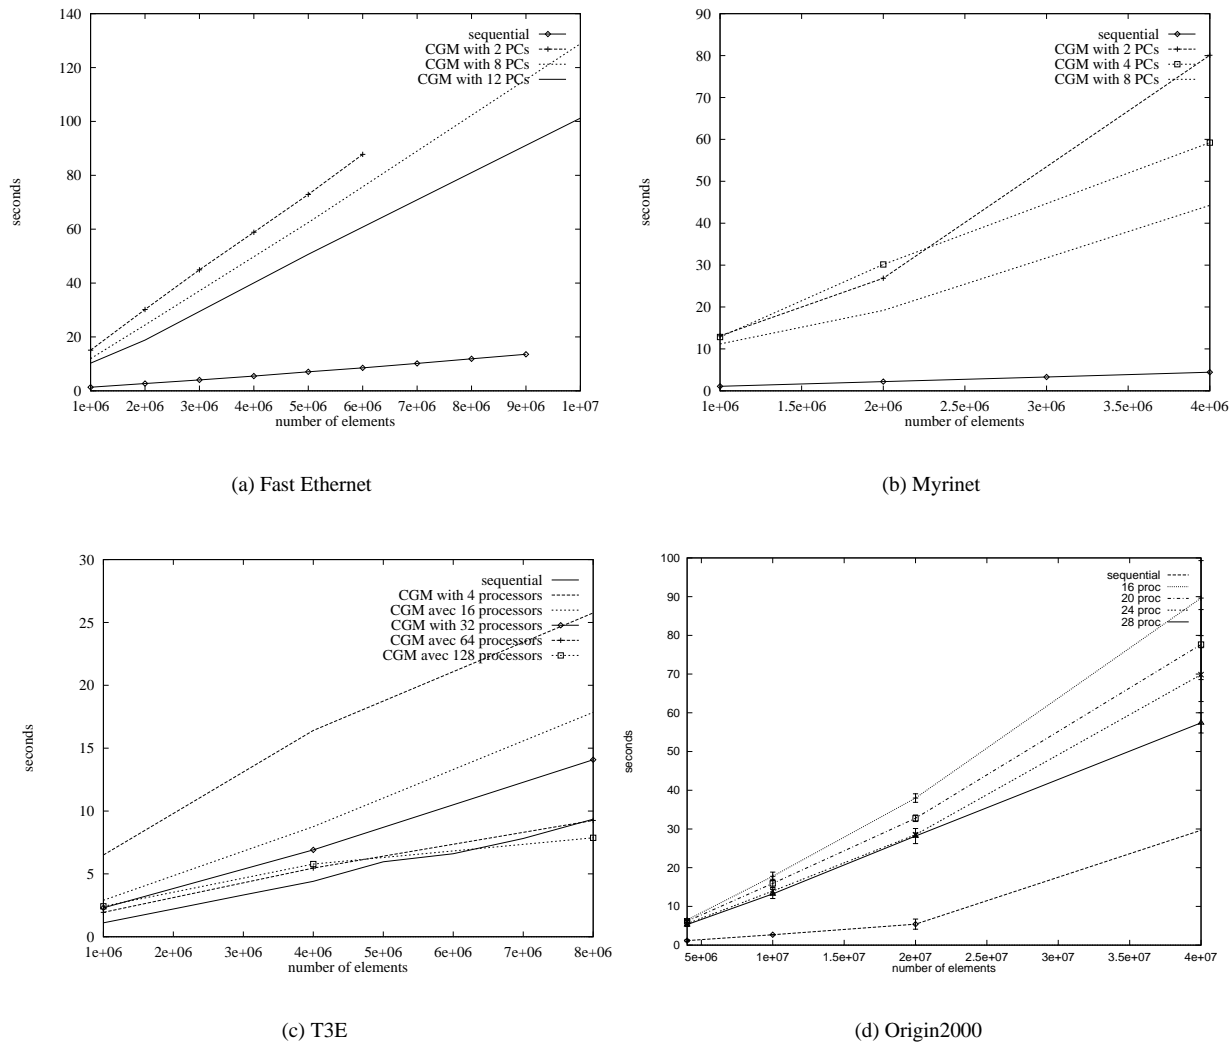 140
120
100
80
60
40
20
0
seconds
sequential
CGM with 2 PCs
CGM with 8 PCs
CGM with 12 PCs
1e+06 2e+06 3e+06 4e+06 5e+06 6e+06 7e+06 8e+06 9e+06 1e+07
number of elements
(a) Fast Ethernet
90
80
70
60
50
40
30
20
10
0
seconds
sequential
CGM with 2 PCs
CGM with 4 PCs
CGM with 8 PCs
1e+06 1.5e+06 2e+06 2.5e+06 3e+06 3.5e+06 4e+06
number of elements
(b) Myrinet
30
25
20
15
10
5
0
seconds
sequential
CGM with 4 processors
CGM avec 16 processors
CGM with 32 processors
CGM avec 64 processors
CGM avec 128 processors
1e+06 2e+06 3e+06 4e+06 5e+06 6e+06 7e+06 8e+06
number of elements
(c) T3E
100
90
80
70
60
50
40
30
20
10
0
seconds
sequential
16 proc
20 proc
24 proc
28 proc
5e+06 1e+07 1.5e+07 2e+07 2.5e+07 3e+07 3.5e+07 4e+07
number of elements
(d) Origin2000